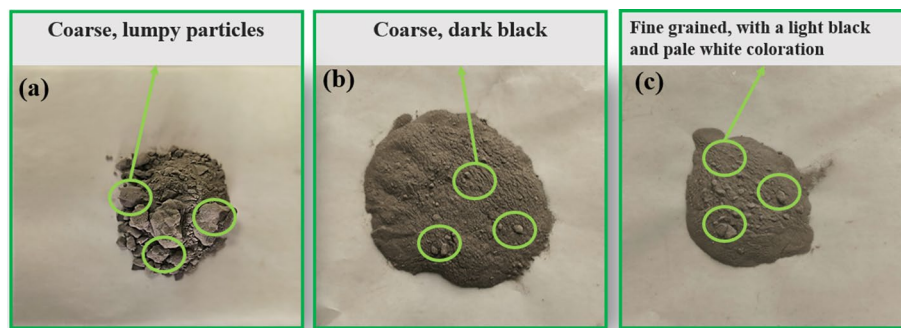 Coarse, lumpy particles
(a)
Coarse, dark black
(b)
Fine grained, with a light black
and pale white coloration
(c)